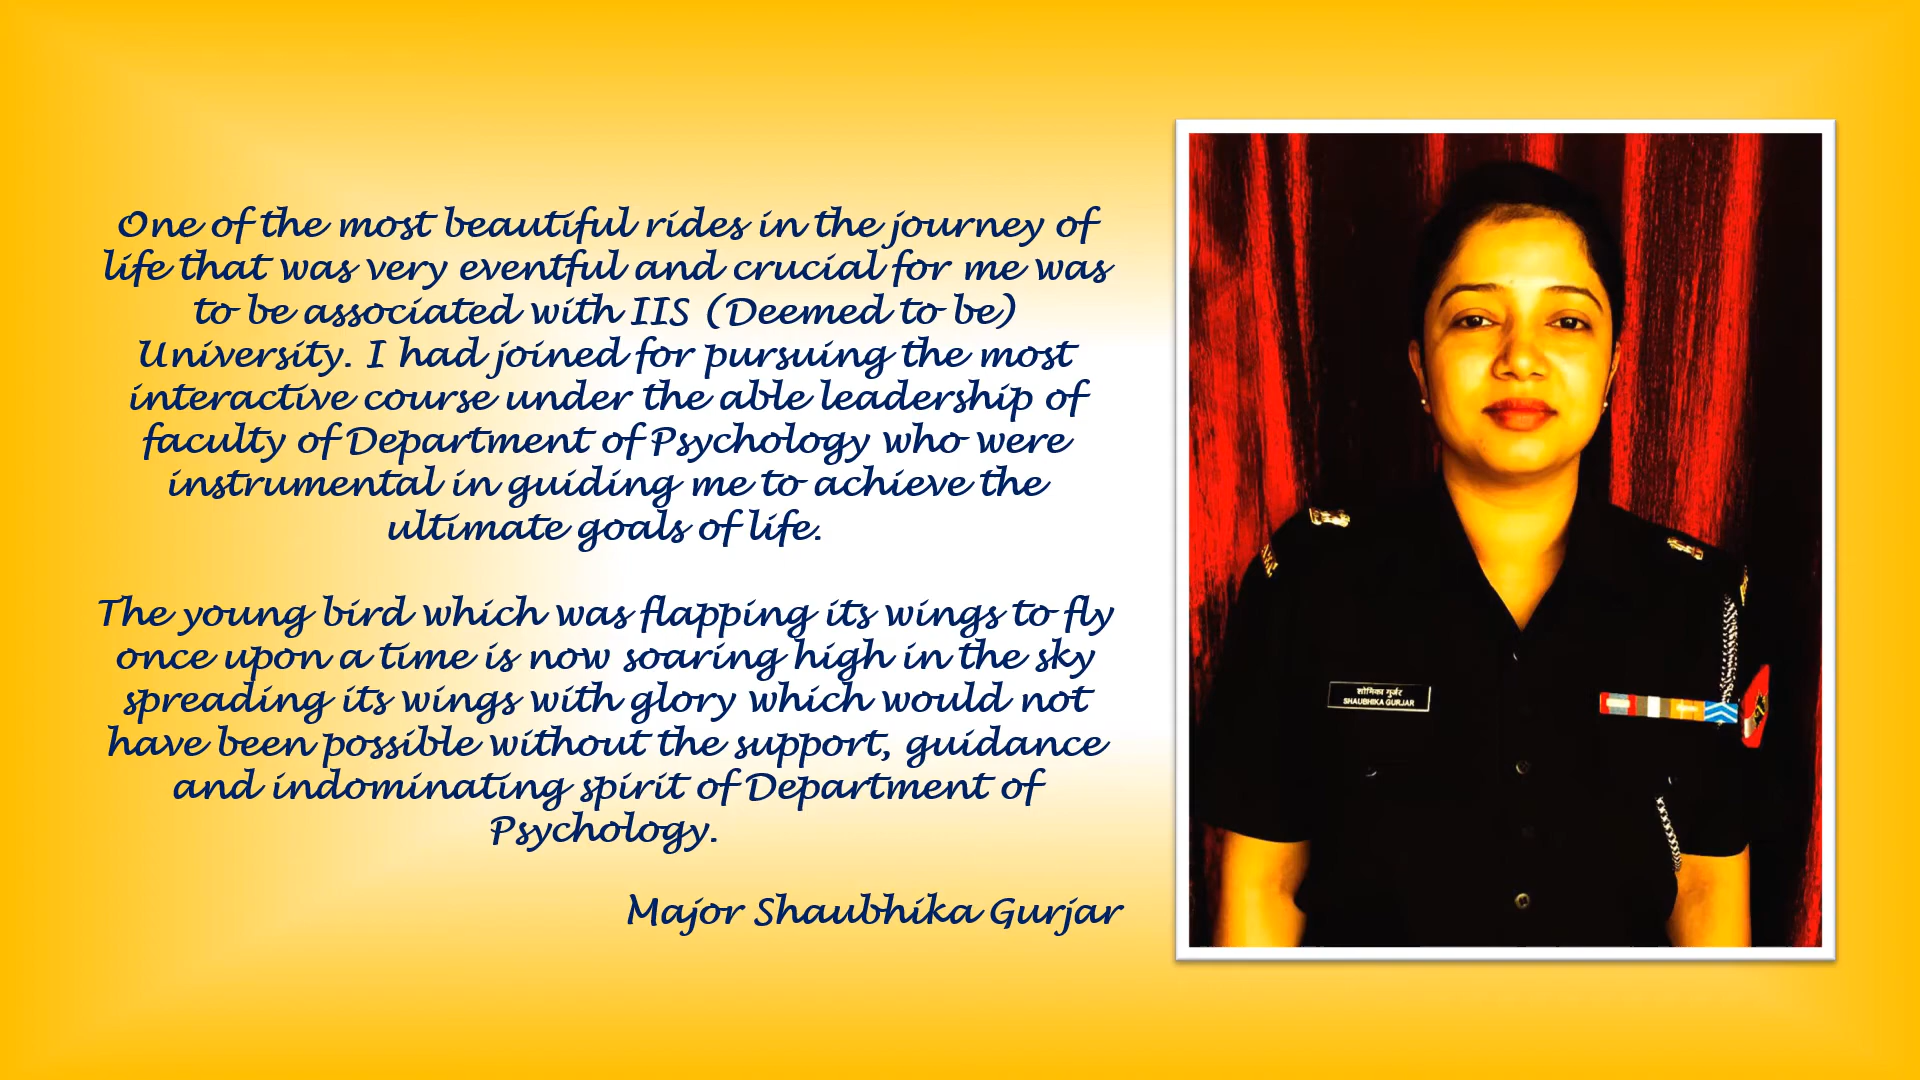 One of the most beautiful rides in the journey of
life that was very eventful and crucial for me was
to be associated with IIS (Deemed to be)
University. I had joined for pursuing the most
interactive course under the able leadership of
faculty of Department of Psychology who were
instrumental in guiding me to achieve the
ultimate goals of life.
The young bird which was flapping its wings to fly
once upon a time is now soaring high in the sky
spreading its wings with glory which would not
have been possible without the support, guidance
and indominating spirit of Department of
Psychology.
Major Shaubhika Gurjar
शोभिका गुर्जर
SHAUBHIKA GURJAR